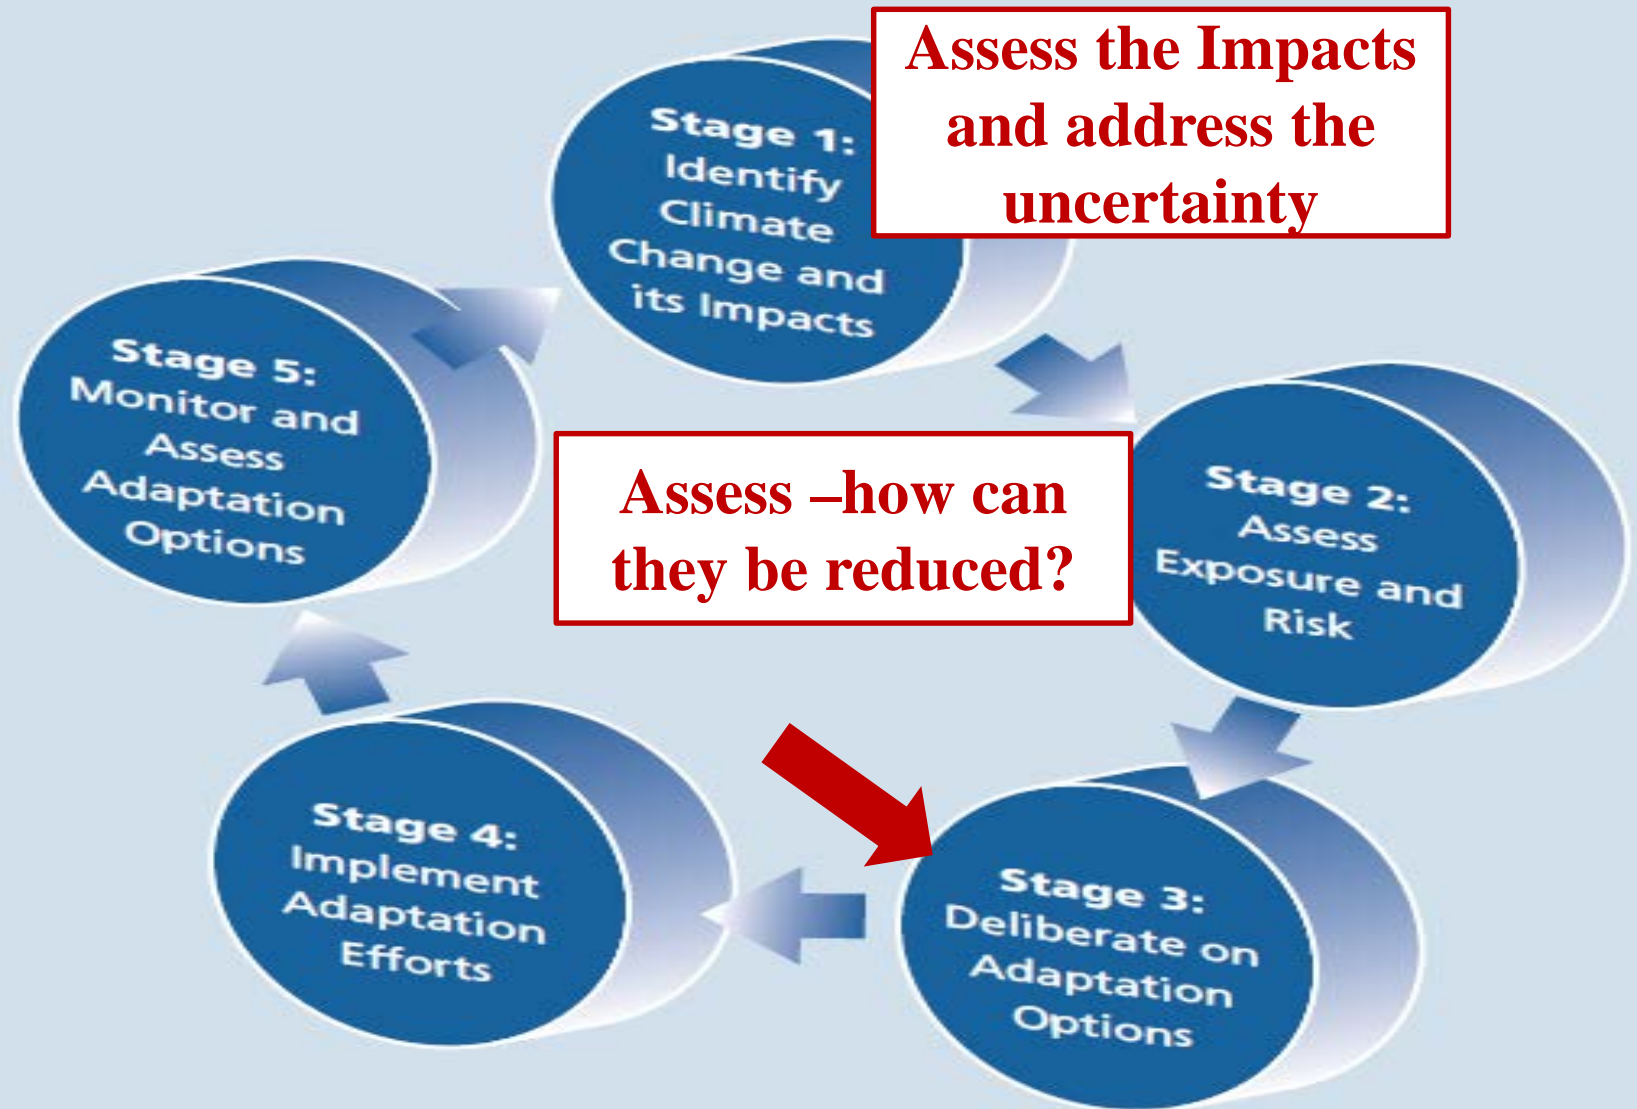 Assess the Impacts
and address the
uncertainty
Stage 1:
Identify
Climate
Change and
its Impacts
Assess –how can
they be reduced?
Stage 2:
Assess
Exposure and
Risk
Stage 3:
Deliberate on
Adaptation
Options
Stage 4:
Implement
Adaptation
Efforts
Stage 5:
Monitor and
Assess
Adaptation
Options